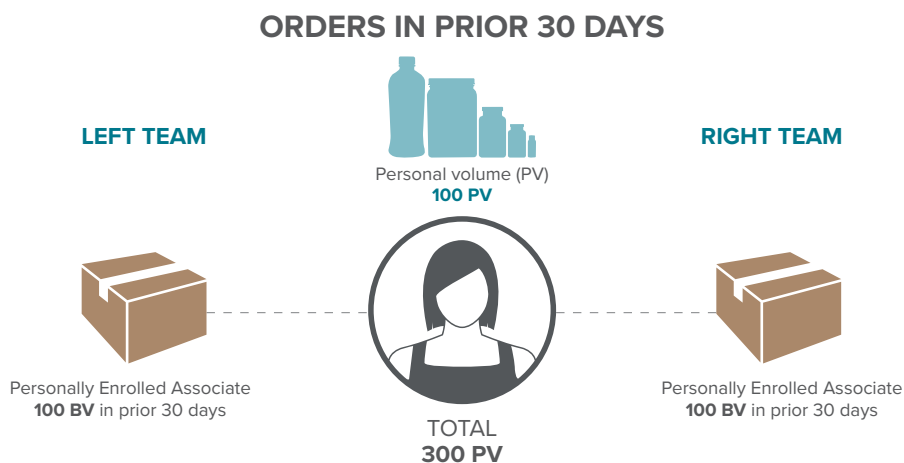 ORDERS IN PRIOR 30 DAYS
LEFT TEAM
Personal volume (PV)
100 PV
RIGHT TEAM
Personally Enrolled Associate
100 BV in prior 30 days
TOTAL
300 PV
Personally Enrolled Associate
100 BV in prior 30 days